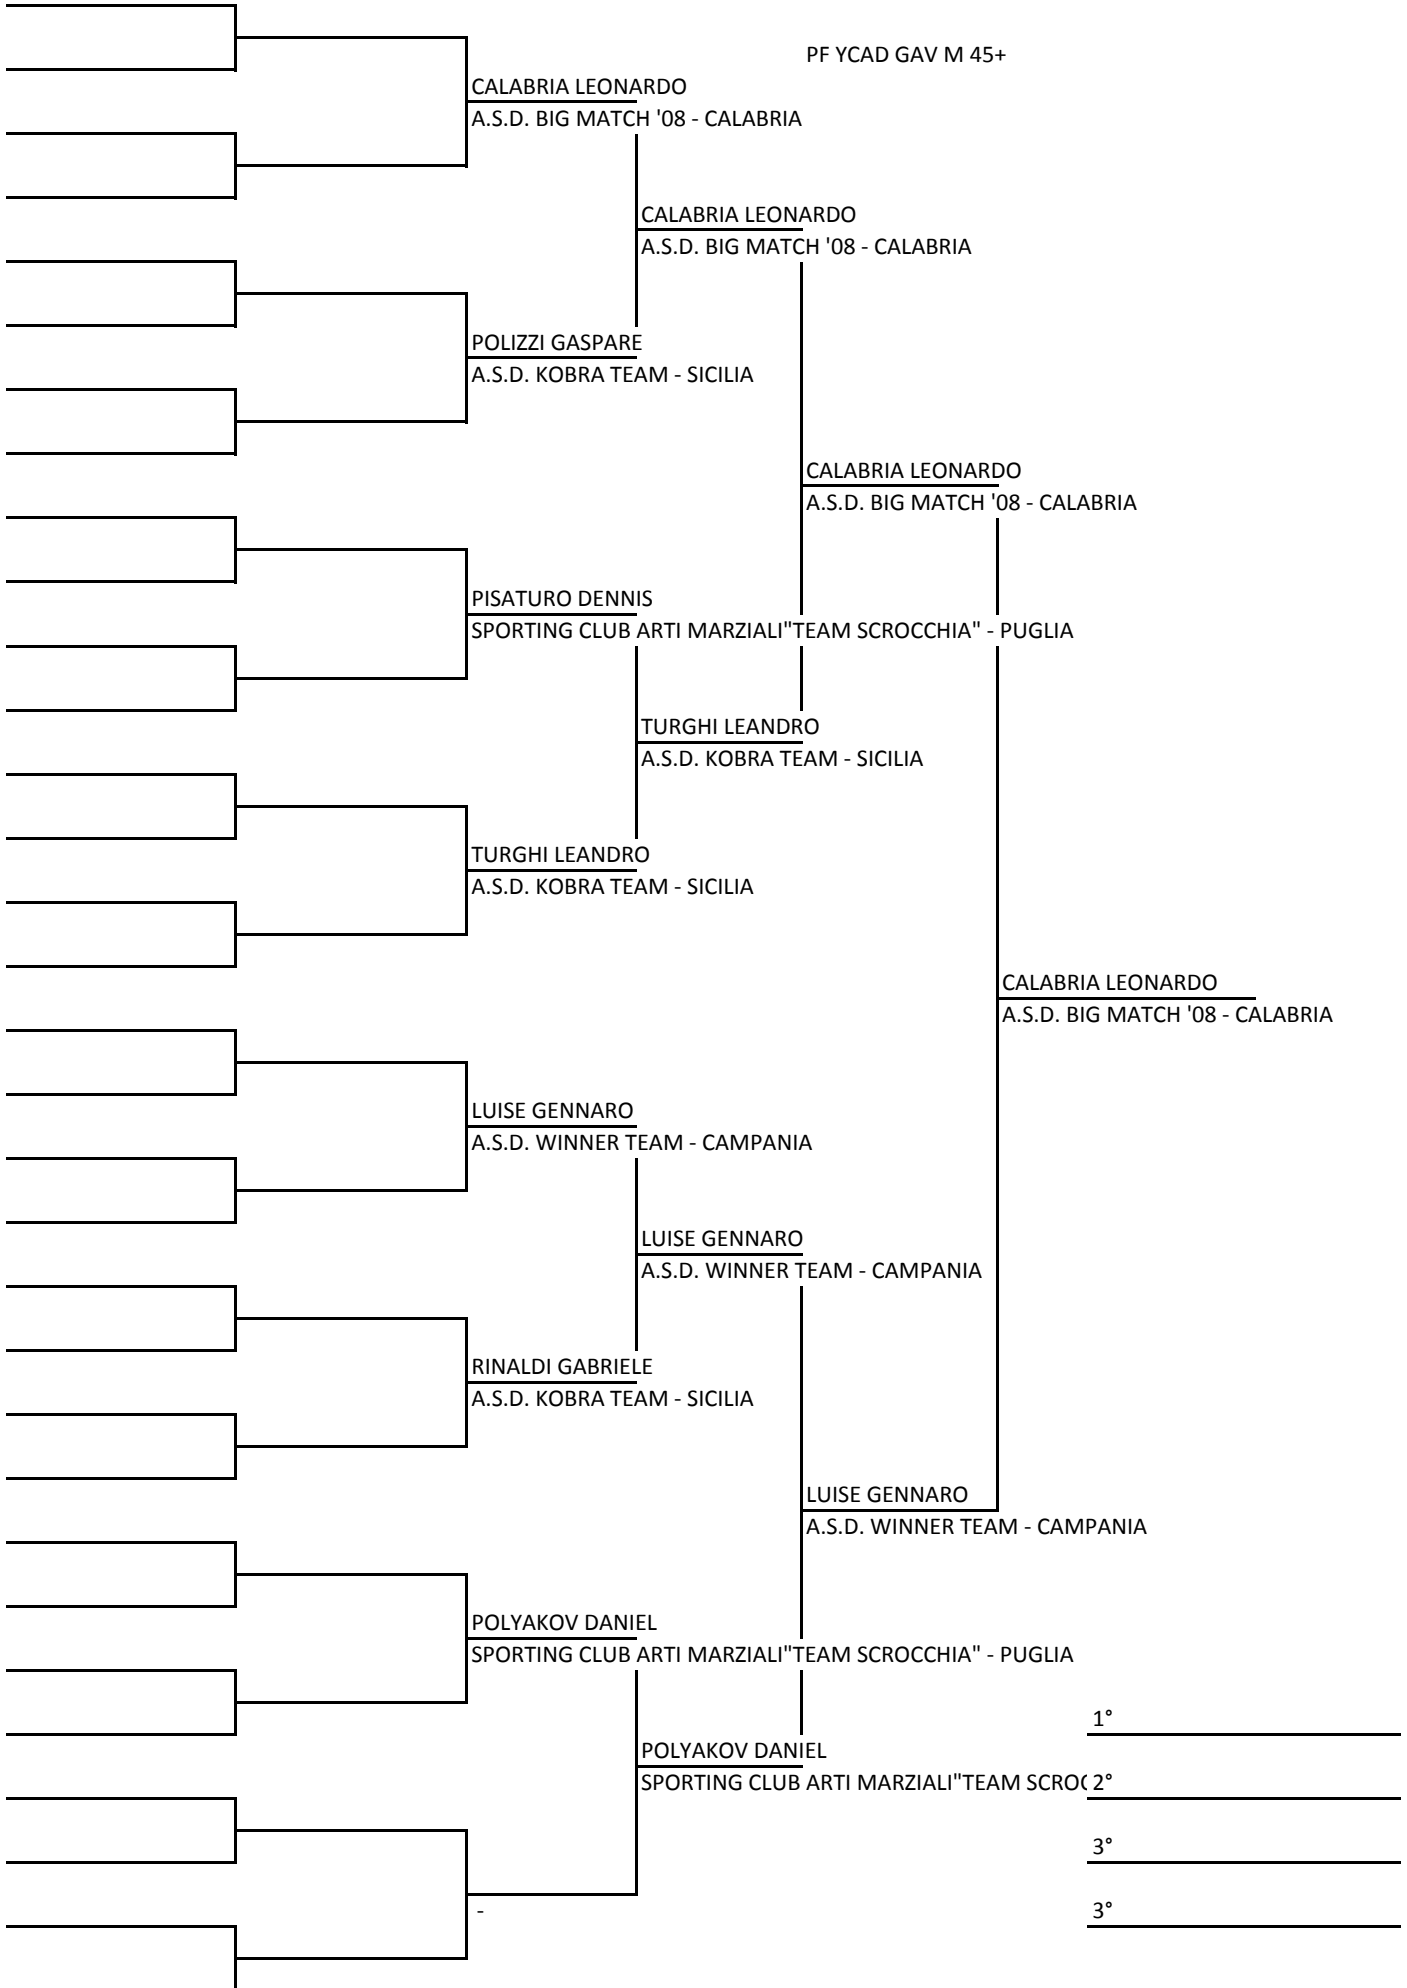 PF YCAD GAV M 45+
CALABRIA LEONARDO
A.S.D. BIG MATCH '08 - CALABRIA
CALABRIA LEONARDO
A.S.D. BIG MATCH '08 - CALABRIA
POLIZZI GASPARE
A.S.D. KOBRA TEAM - SICILIA
CALABRIA LEONARDO
A.S.D. BIG MATCH '08 - CALABRIA
PISATURO DENNIS
SPORTING CLUB ARTI MARZIALI"TEAM SCROCCHIA" - PUGLIA
TURGHI LEANDRO
A.S.D. KOBRA TEAM - SICILIA
TURGHI LEANDRO
A.S.D. KOBRA TEAM - SICILIA
CALABRIA LEONARDO
A.S.D. BIG MATCH '08 - CALABRIA
LUISE GENNARO
A.S.D. WINNER TEAM - CAMPANIA
LUISE GENNARO
A.S.D. WINNER TEAM - CAMPANIA
RINALDI GABRIELE
A.S.D. KOBRA TEAM - SICILIA
LUISE GENNARO
A.S.D. WINNER TEAM - CAMPANIA
POLYAKOV DANIEL
SPORTING CLUB ARTI MARZIALI"TEAM SCROCCHIA" - PUGLIA
1°
POLYAKOV DANIEL
SPORTING CLUB ARTI MARZIALI"TEAM SCRO
2°
3°
3°
-